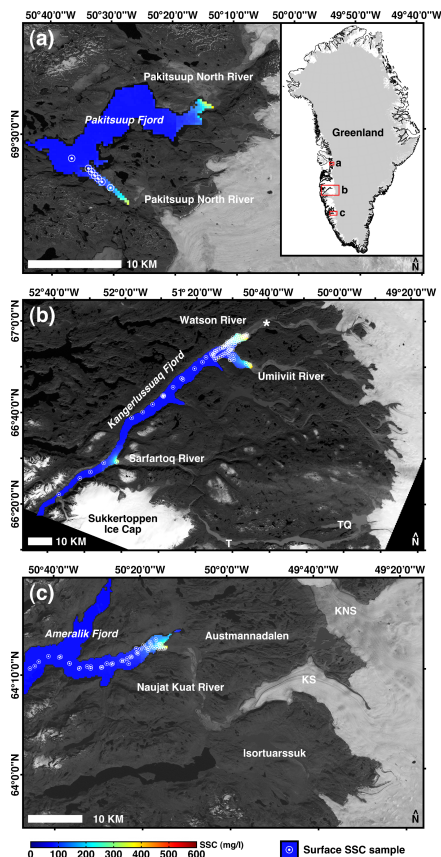 50°40'0"W 50°30'0"W 50°20'0"W 50°10'0"W 50°0'0"W 49°50'0"W 49°40'0"W
(a)
Pakitsuup North River
Pakitsuup Fjord
69°30'0"N
Pakitsuup North River
10 KM
Greenland
a
b
c
N
52°40'0"W 52°0'0"W 51°20'0"W 50°40'0"W 50°0'0"W 49°20'0"W
(b)
67°0'0"N
Watson River
*
Kangerlussuaq Fjord
Umiiviit River
66°40'0"N
Sarfartoq River
66°20'0"N
Sukkertoppen
Ice Cap
TQ
T
10 KM
N
50°40'0"W 50°20'0"W 50°0'0"W 49°40'0"W 49°20'0"W
(c)
KNS
Ameralik Fjord
Austmannadalen
64°10'0"N
KS
Naujat Kuat River
Isortuarssuk
64°0'0"N
10 KM
N
SSC (mg/l)
0 100 200 300 400 500 600
Surface SSC sample